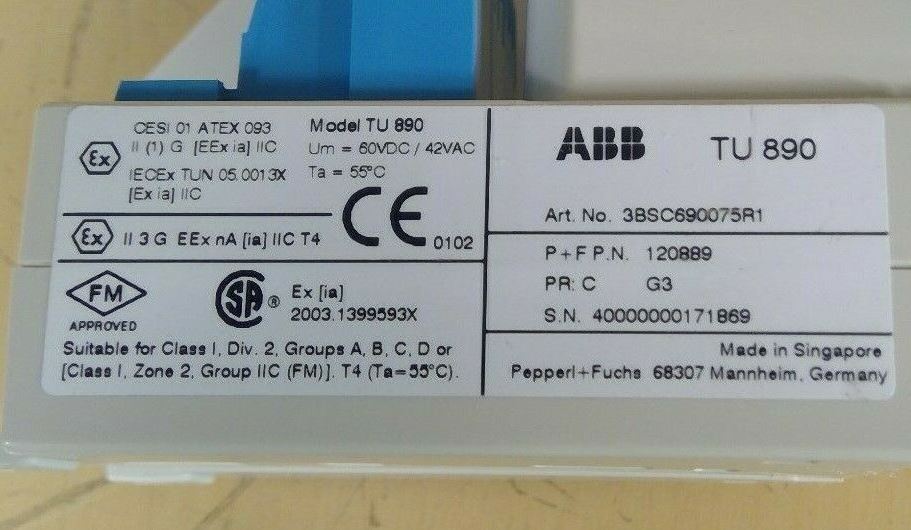 CESI 01 ATEX 093
II (1) G [EEx ia] IIC
IECEx TUN 05.0013X
[Ex ia] IIC
Ex
Model TU 890
Um = 60VDC / 42VAC
Ta = 55°C
CE 0102
Ex II 3 G EEx nA [ia] IIC T4
FM
APPROVED
SA ®
Ex [ia]
2003.1399593X
Suitable for Class I, Div. 2, Groups A, B, C, D or
[Class I, Zone 2, Group IIC (FM)]. T4 (Ta=55°C).
ABB TU 890
Art. No. 3BSC690075R1
P+F P.N. 120889
PR: C G3
S.N. 40000000171869
Made in Singapore
Pepperl+Fuchs 68307 Mannheim, Germany